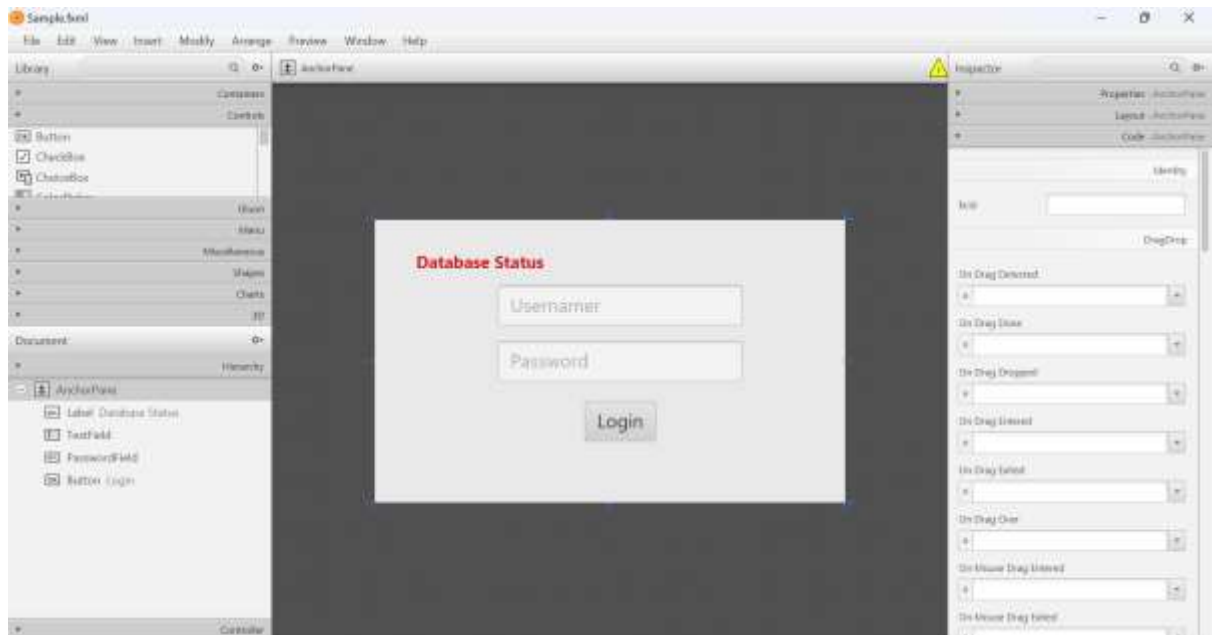 Sample.fxml
File Edit View Insert Modify Arrange Preview Window Help
Library
Containers
Controls
Button
CheckBox
ChoiceBox
Gluon
Menu
Miscellaneous
Shapes
Charts
3D
Document
Hierarchy
AnchorPane
Label Database Status
TextField
PasswordField
Button Login
Controller
AnchorPane
Database Status
Usernamer
Password
Login
Inspector
Properties : AnchorPane
Layout : AnchorPane
Code : AnchorPane
Identity
fx:id
DragDrop
On Drag Detected
#
On Drag Done
#
On Drag Dropped
#
On Drag Entered
#
On Drag Exited
#
On Drag Over
#
On Mouse Drag Entered
#
On Mouse Drag Exited